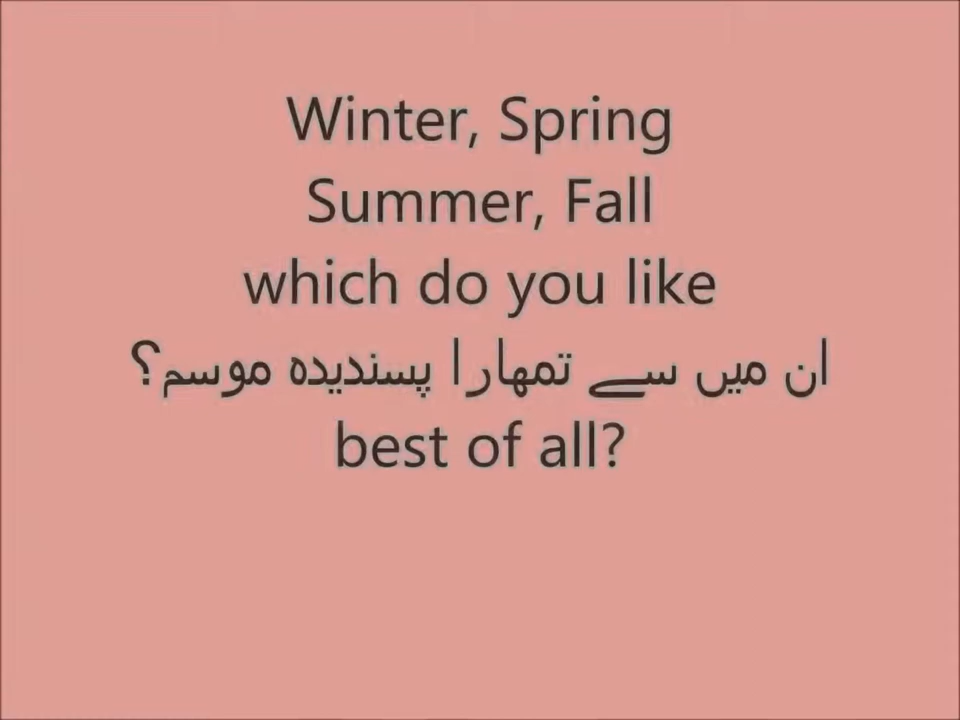 Winter, Spring
Summer, Fall
which do you like
ان میں سے تمھارا پسندیدہ موسم؟
best of all?